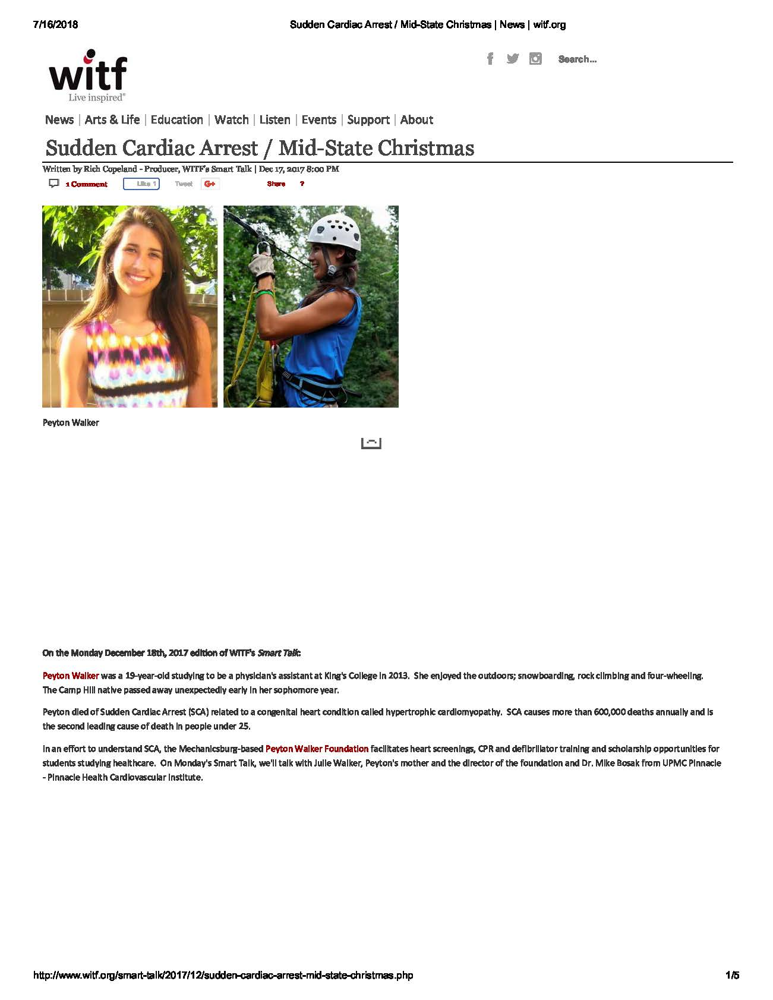 7/16/2018 Sudden Cardiac Arrest / Mid-State Christmas | News | witf.org
witf
Live inspired®
Search...
News | Arts & Life | Education | Watch | Listen | Events | Support | About
Sudden Cardiac Arrest / Mid-State Christmas
Written by Rich Copeland - Producer, WITF's Smart Talk | Dec 17, 2017 8:00 PM
1 Comment Like 1 Tweet G+ Share ?
Peyton Walker
On the Monday December 18th, 2017 edition of WITF's Smart Talk:
Peyton Walker was a 19-year-old studying to be a physician's assistant at King's College in 2013. She enjoyed the outdoors; snowboarding, rock climbing and four-wheeling.
The Camp Hill native passed away unexpectedly early in her sophomore year.
Peyton died of Sudden Cardiac Arrest (SCA) related to a congenital heart condition called hypertrophic cardiomyopathy. SCA causes more than 600,000 deaths annually and is
the second leading cause of death in people under 25.
In an effort to understand SCA, the Mechanicsburg-based Peyton Walker Foundation facilitates heart screenings, CPR and defibrillator training and scholarship opportunities for
students studying healthcare. On Monday's Smart Talk, we'll talk with Julie Walker, Peyton's mother and the director of the foundation and Dr. Mike Bosak from UPMC Pinnacle
- Pinnacle Health Cardiovascular Institute.
http://www.witf.org/smart-talk/2017/12/sudden-cardiac-arrest-mid-state-christmas.php 1/5